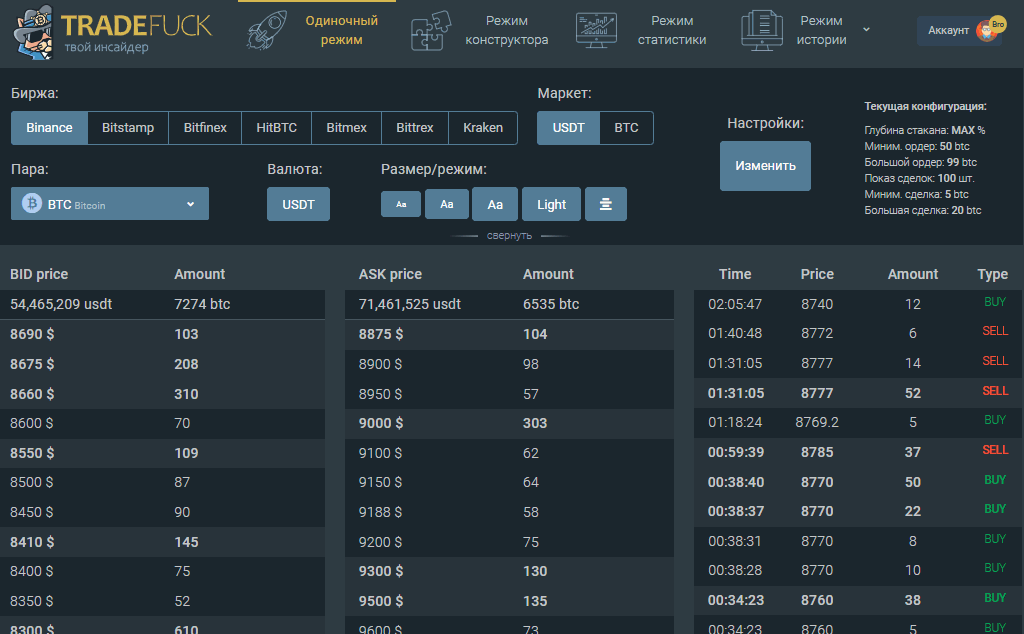 TRADEFUCK
твой инсайдер
Одиночный режим
Режим конструктора
Режим статистики
Режим истории
Аккаунт
Bro
Биржа:
Binance Bitstamp Bitfinex HitBTC Bitmex Bittrex Kraken
Маркет:
USDT BTC
Настройки:
Изменить
Текущая конфигурация:
Глубина стакана: MAX %
Миним. ордер: 50 btc
Большой ордер: 99 btc
Показ сделок: 100 шт.
Миним. сделка: 5 btc
Большая сделка: 20 btc
Пара:
BTC Bitcoin
Валюта:
USDT
Размер/режим:
Aa Aa Aa Light
свернуть
BID price Amount
54,465,209 usdt 7274 btc
8690 $ 103
8675 $ 208
8660 $ 310
8600 $ 70
8550 $ 109
8500 $ 87
8450 $ 90
8410 $ 145
8400 $ 75
8350 $ 52
8300 $ 610
ASK price Amount
71,461,525 usdt 6535 btc
8875 $ 104
8900 $ 98
8950 $ 57
9000 $ 303
9100 $ 62
9150 $ 64
9188 $ 58
9200 $ 75
9300 $ 130
9500 $ 135
9600 $ 73
Time Price Amount Type
02:05:47 8740 12 BUY
01:40:48 8772 6 SELL
01:31:05 8777 14 SELL
01:31:05 8777 52 SELL
01:18:24 8769.2 5 BUY
00:59:39 8785 37 SELL
00:38:40 8770 50 BUY
00:38:37 8770 22 BUY
00:38:31 8770 8 BUY
00:38:28 8770 10 BUY
00:34:23 8760 38 BUY
00:34:23 8760 5 BUY